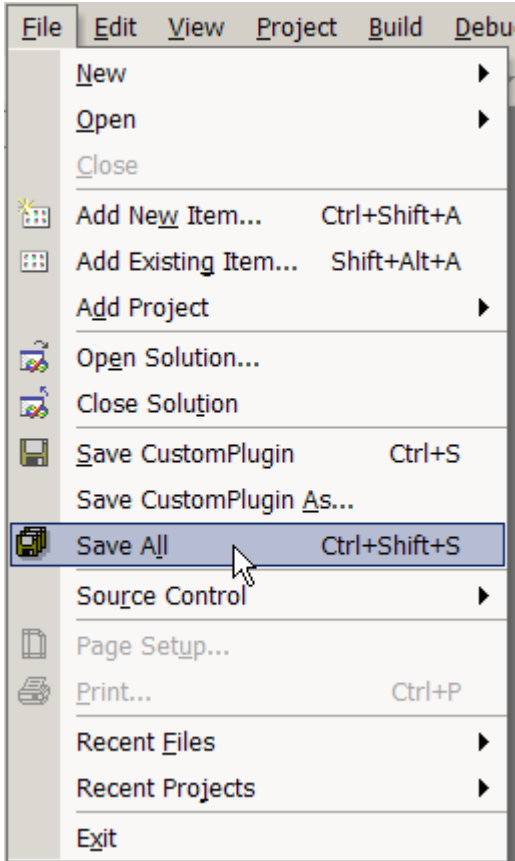 File Edit View Project Build Debu
New
Open
Close
Add New Item... Ctrl+Shift+A
Add Existing Item... Shift+Alt+A
Add Project
Open Solution...
Close Solution
Save CustomPlugin Ctrl+S
Save CustomPlugin As...
Save All Ctrl+Shift+S
Source Control
Page Setup...
Print... Ctrl+P
Recent Files
Recent Projects
Exit